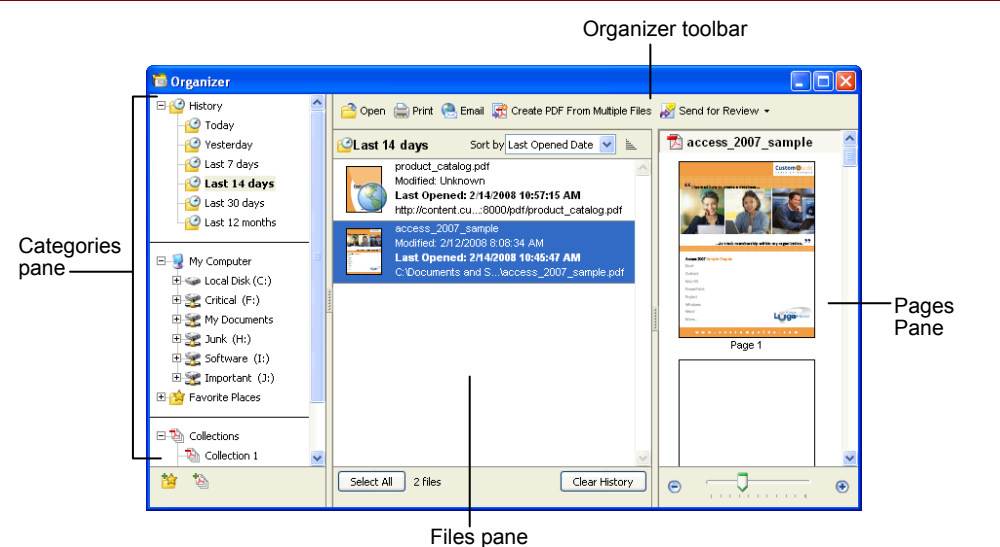 Organizer toolbar
Organizer
Categories pane
History
Today
Yesterday
Last 7 days
Last 14 days
Last 30 days
Last 12 months
My Computer
Local Disk (C:)
Critical (F:)
My Documents
Junk (H:)
Software (I:)
Important (J:)
Favorite Places
Collections
Collection 1
Open Print Email Create PDF From Multiple Files Send for Review
Last 14 days Sort by Last Opened Date
product_catalog.pdf
Modified: Unknown
Last Opened: 2/14/2008 10:57:15 AM
http://content.cu...:8000/pdf/product_catalog.pdf
access_2007_sample
Modified: 2/12/2008 8:08:34 AM
Last Opened: 2/14/2008 10:45:47 AM
C:\Documents and S...\access_2007_sample.pdf
Select All 2 files Clear History
Files pane
access_2007_sample
Page 1
Pages
Pane